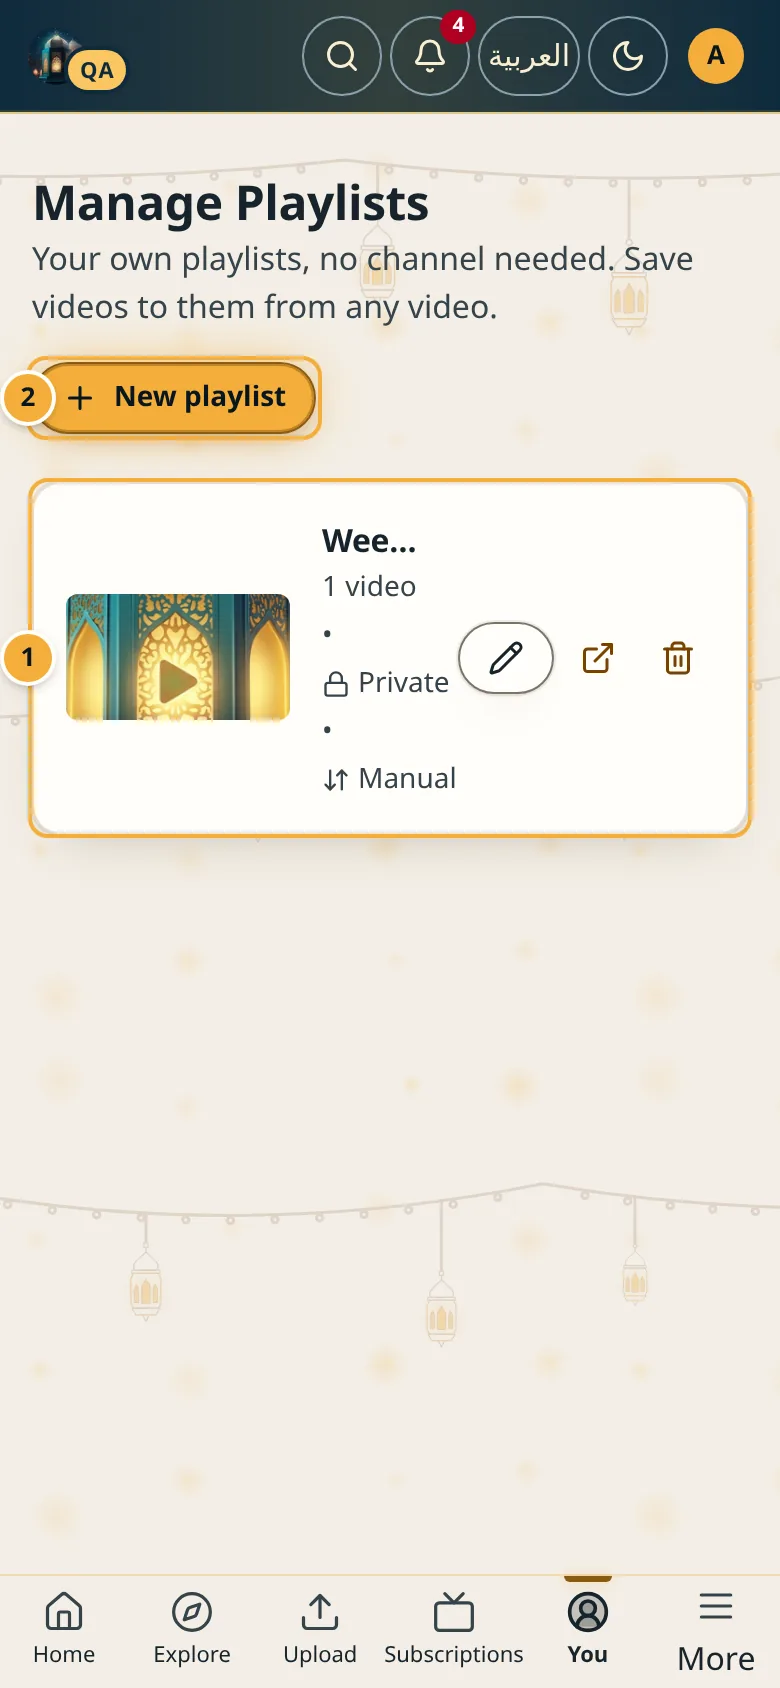 QA
4
العربية
A
Manage Playlists
Your own playlists, no channel needed. Save
videos to them from any video.
2
New playlist
1
Wee...
1 video
•
Private
•
Manual
Home
Explore
Upload
Subscriptions
You
More